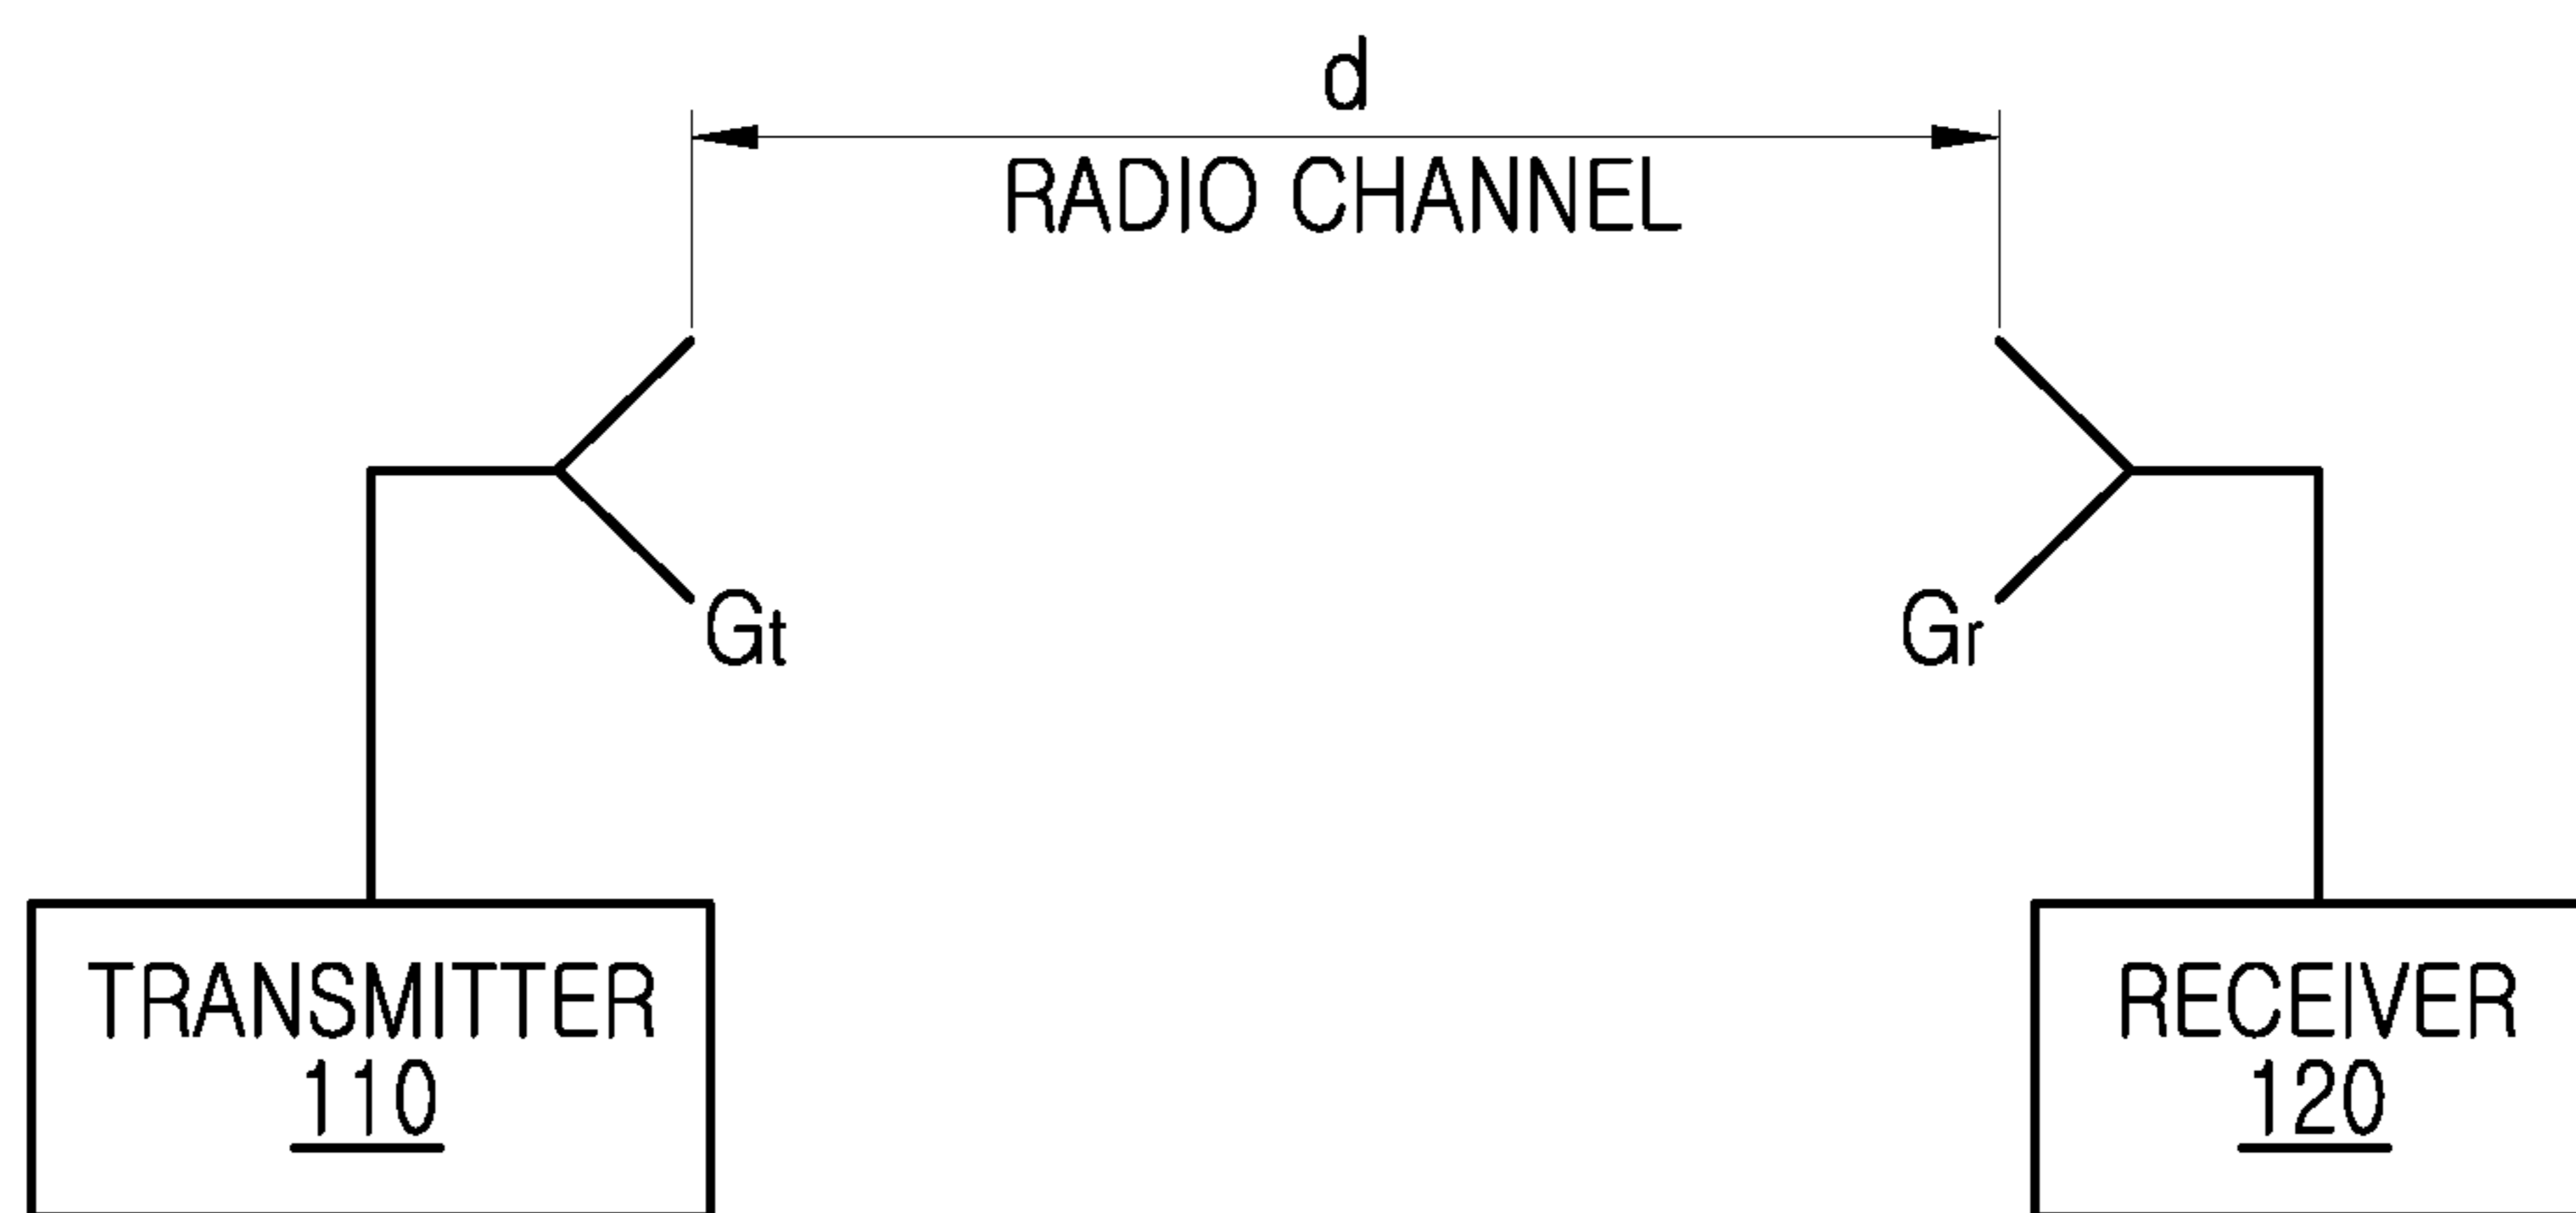 d
RADIO CHANNEL
Gt
Gr
TRANSMITTER
110
RECEIVER
120